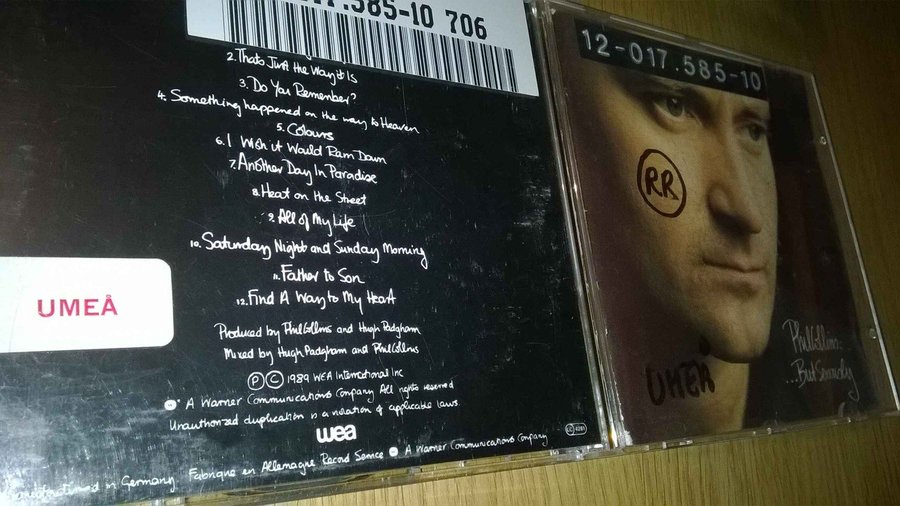 017.585-10 706
2. That's Just the Way it Is
3. Do You Remember?
4. Something happened on the way to Heaven
5. Colours
6. I Wish it Would Rain Down
7. Another Day In Paradise
8. Heat on the Street
9. All of My Life
10. Saturday Night and Sunday Morning
11. Father to Son
12. Find A Way to My Heart
Produced by Phil Collins and Hugh Padgham
Mixed by Hugh Padgham and Phil Collins
Ⓟ Ⓒ 1989 WEA International Inc
A Warner Communications Company All rights reserved
Unauthorized duplication is a violation of applicable laws.
wea
in Germany Fabriqué en Allemagne Record Service A Warner Communications Company
UMEÅ
12-017.585-10
RR
UMEÅ
Phil Collins.
...But Seriously